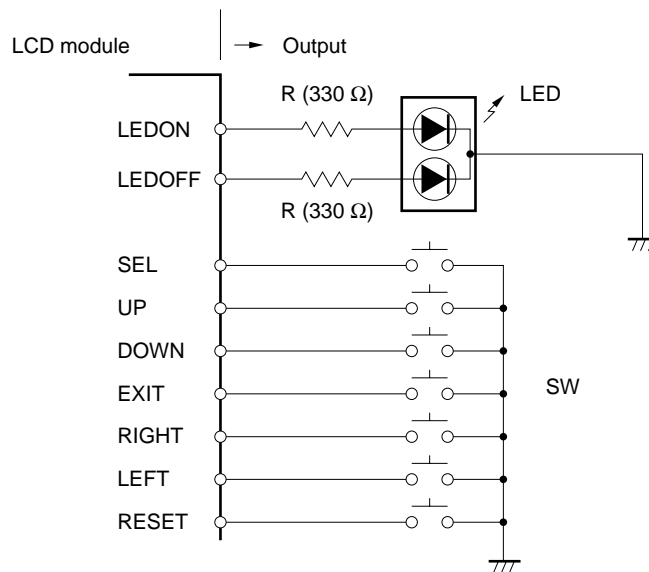 LCD module
Output
R (330 Ω)
LED
LEDON
LEDOFF
R (330 Ω)
SEL
UP
DOWN
EXIT
SW
RIGHT
LEFT
RESET